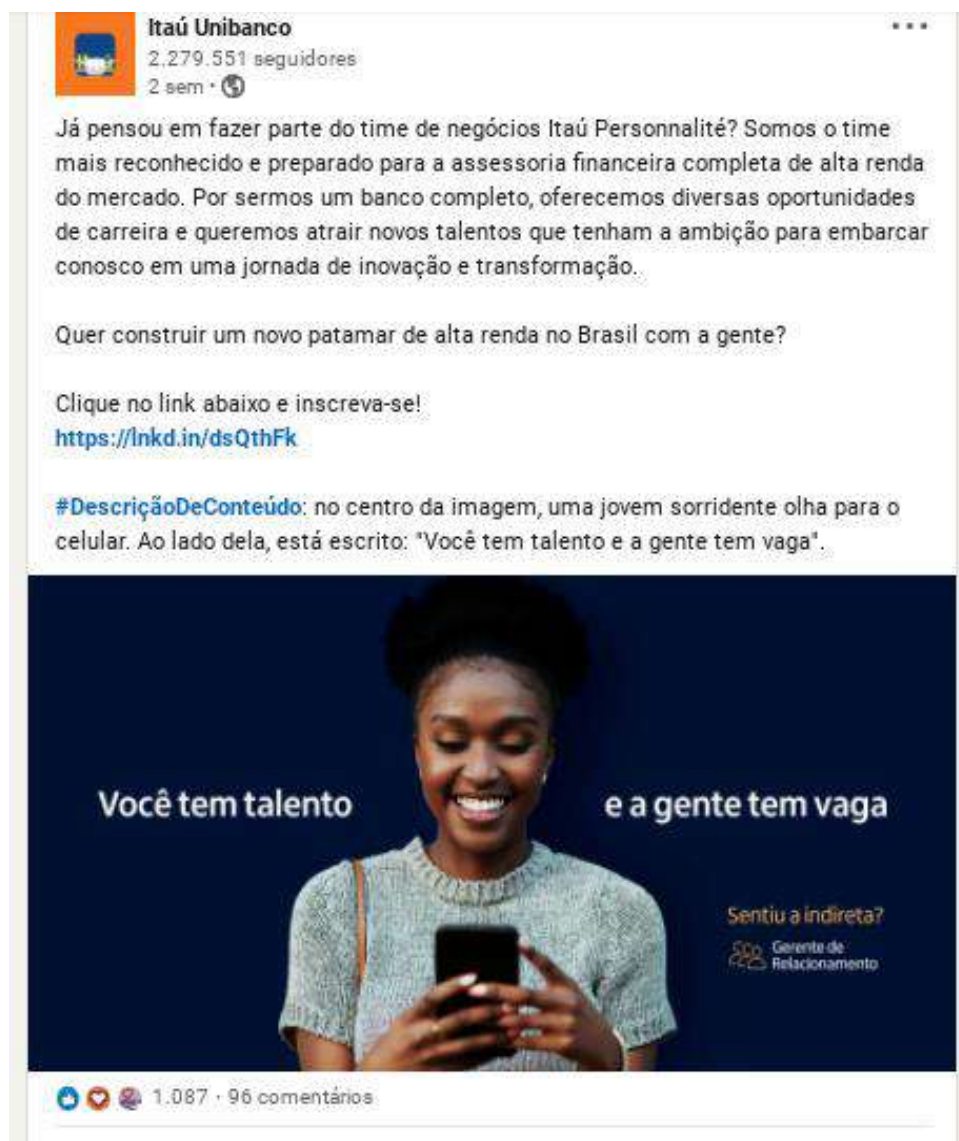 Itaú Unibanco
2.279.551 seguidores
2 sem •
Já pensou em fazer parte do time de negócios Itaú Personnalité? Somos o time
mais reconhecido e preparado para a assessoria financeira completa de alta renda
do mercado. Por sermos um banco completo, oferecemos diversas oportunidades
de carreira e queremos atrair novos talentos que tenham a ambição para embarcar
conosco em uma jornada de inovação e transformação.
Quer construir um novo patamar de alta renda no Brasil com a gente?
Clique no link abaixo e inscreva-se!
https://lnkd.in/dsQthFk
#DescriçãoDeConteúdo: no centro da imagem, uma jovem sorridente olha para o
celular. Ao lado dela, está escrito: "Você tem talento e a gente tem vaga".
Você tem talento e a gente tem vaga
Sentiu a indireta?
Gerente de
Relacionamento
1.087 · 96 comentários